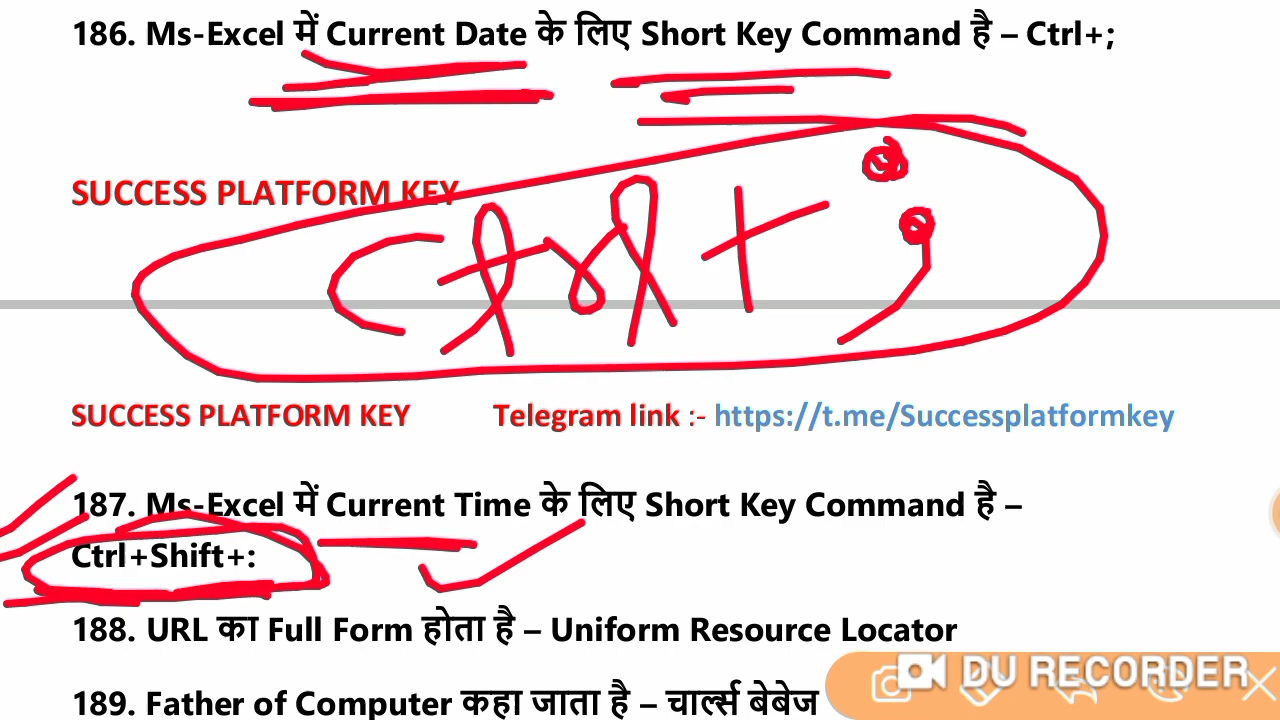 186. Ms-Excel में Current Date के लिए Short Key Command है – Ctrl+;
SUCCESS PLATFORM KEY
Ctrl + ;
SUCCESS PLATFORM KEY Telegram link :- https://t.me/Successplatformkey
187. Ms-Excel में Current Time के लिए Short Key Command है –
Ctrl+Shift+:
188. URL का Full Form होता है – Uniform Resource Locator
189. Father of Computer कहा जाता है – चार्ल्स बेबेज
DU RECORDER